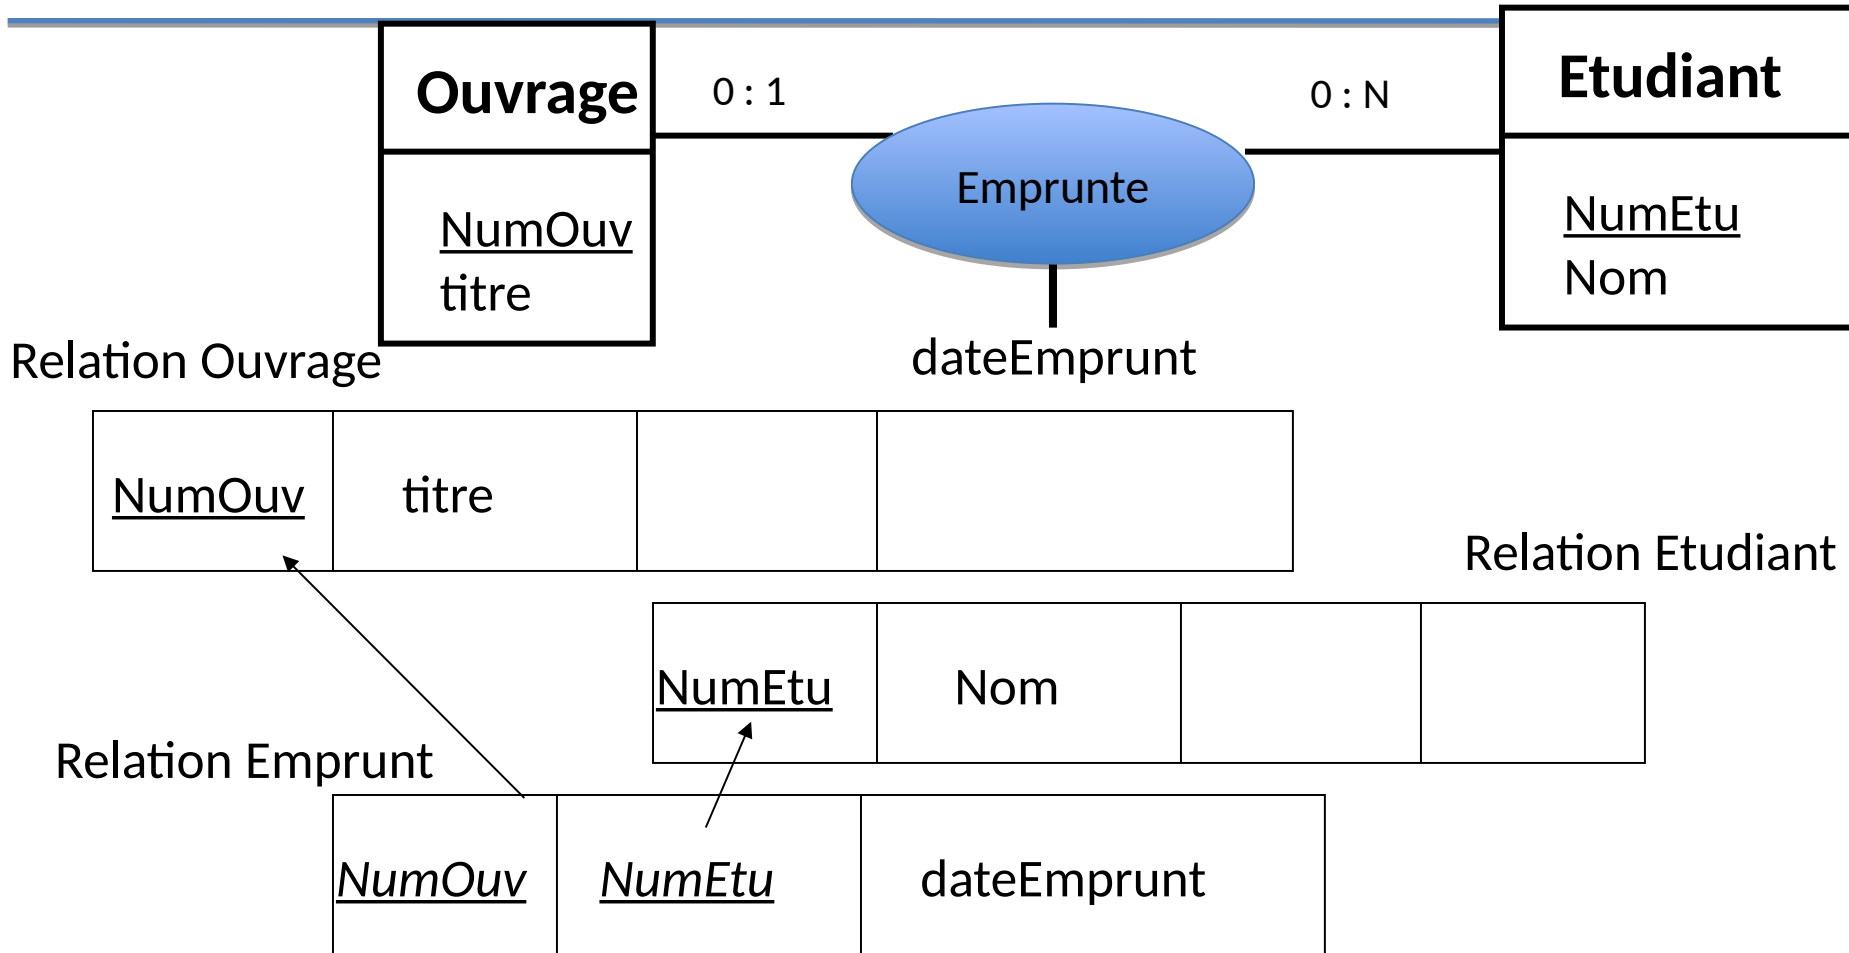 Ouvrage
0 : 1
0 : N
Etudiant
Emprunte
NumOuv
titre
NumEtu
Nom
dateEmprunt
Relation Ouvrage
NumOuv titre
Relation Etudiant
NumEtu Nom
Relation Emprunt
NumOuv NumEtu dateEmprunt